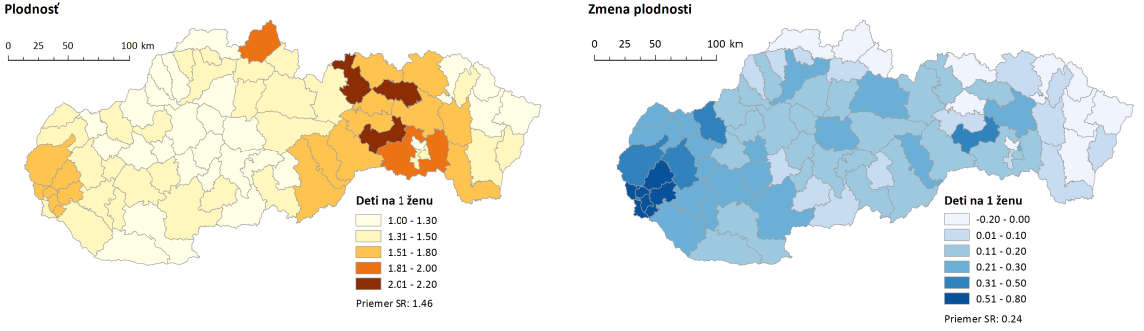 Plodnosť
0 25 50 100 km
Deti na 1 ženu
1.00 - 1.30
1.31 - 1.50
1.51 - 1.80
1.81 - 2.00
2.01 - 2.20
Priemer SR: 1.46
Zmena plodnosti
0 25 50 100 km
Deti na 1 ženu
-0.20 - 0.00
0.01 - 0.10
0.11 - 0.20
0.21 - 0.30
0.31 - 0.50
0.51 - 0.80
Priemer SR: 0.24